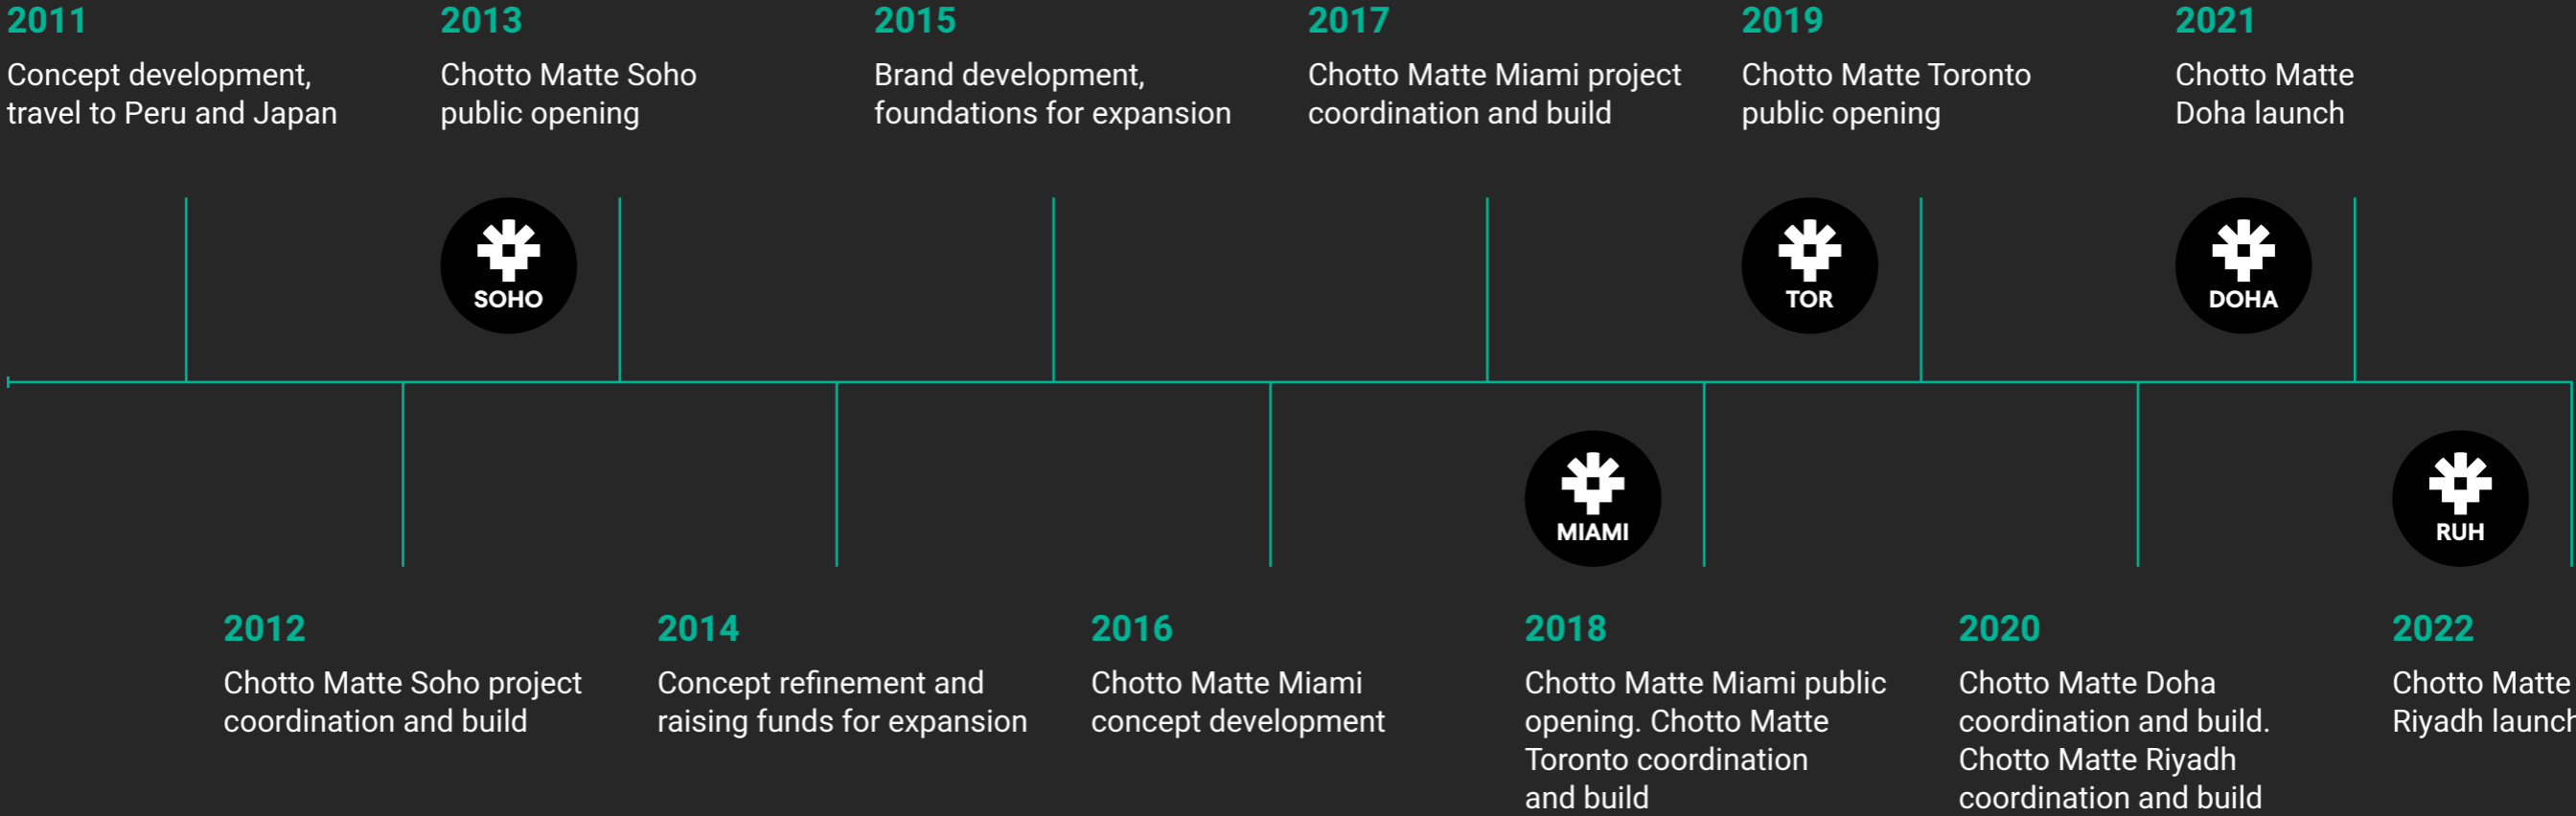 2011
Concept development,
travel to Peru and Japan
2013
Chotto Matte Soho
public opening
2015
Brand development,
foundations for expansion
2017
Chotto Matte Miami project
coordination and build
2019
Chotto Matte Toronto
public opening
2021
Chotto Matte
Doha launch
SOHO
TOR
DOHA
MIAMI
RUH
2012
Chotto Matte Soho project
coordination and build
2014
Concept refinement and
raising funds for expansion
2016
Chotto Matte Miami
concept development
2018
Chotto Matte Miami public
opening. Chotto Matte
Toronto coordination
and build
2020
Chotto Matte Doha
coordination and build.
Chotto Matte Riyadh
coordination and build
2022
Chotto Matte
Riyadh launch